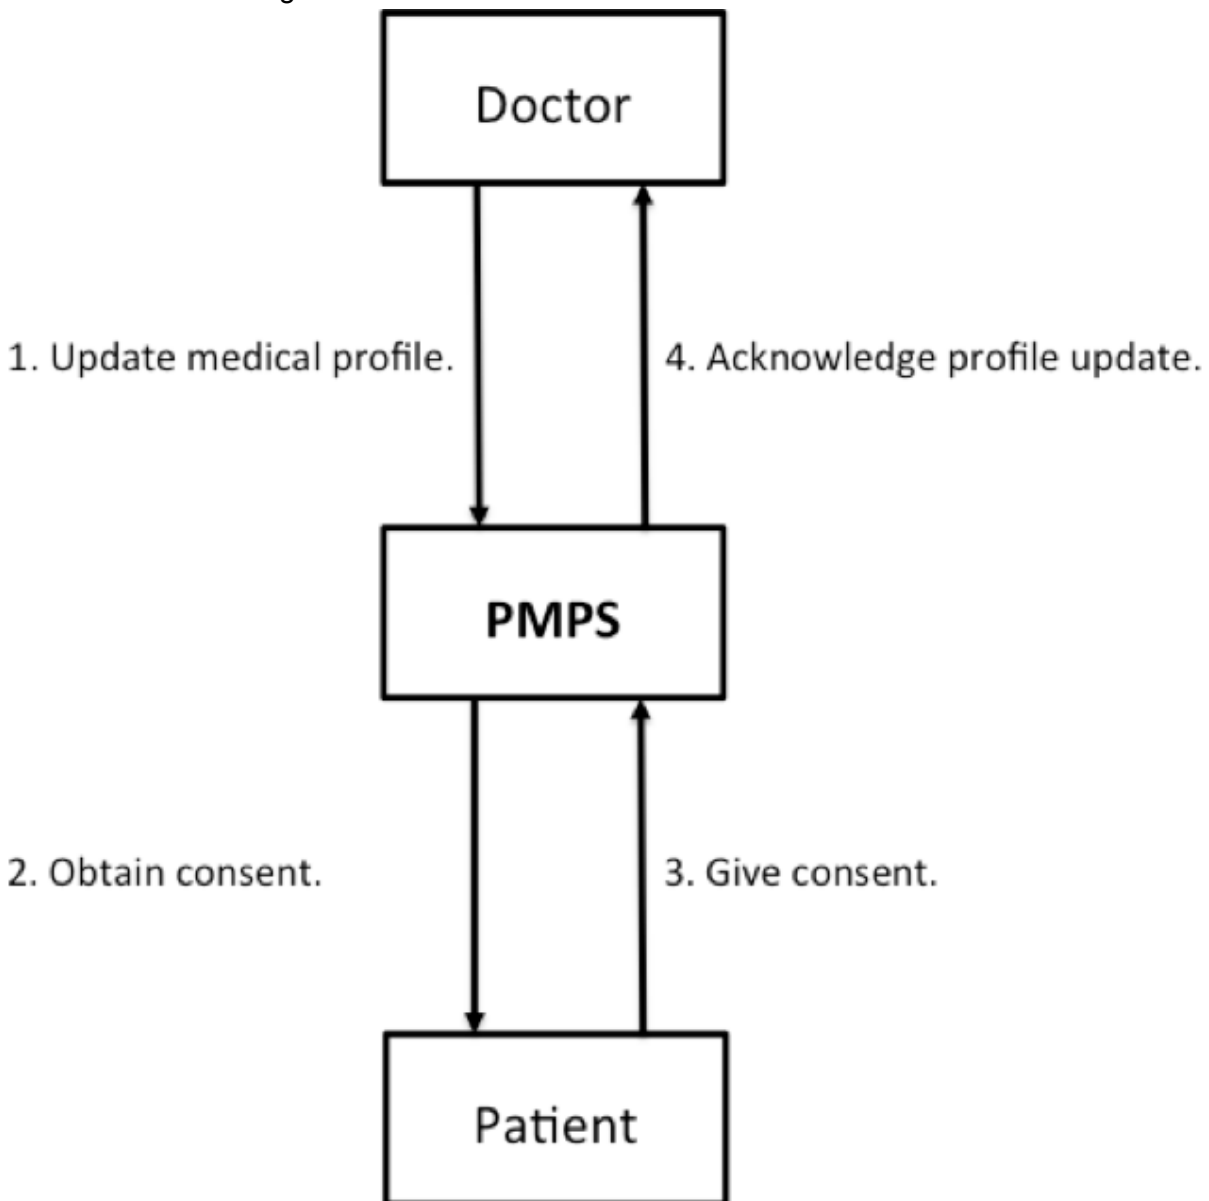 Doctor
1. Update medical profile.
4. Acknowledge profile update.
PMPS
2. Obtain consent.
3. Give consent.
Patient